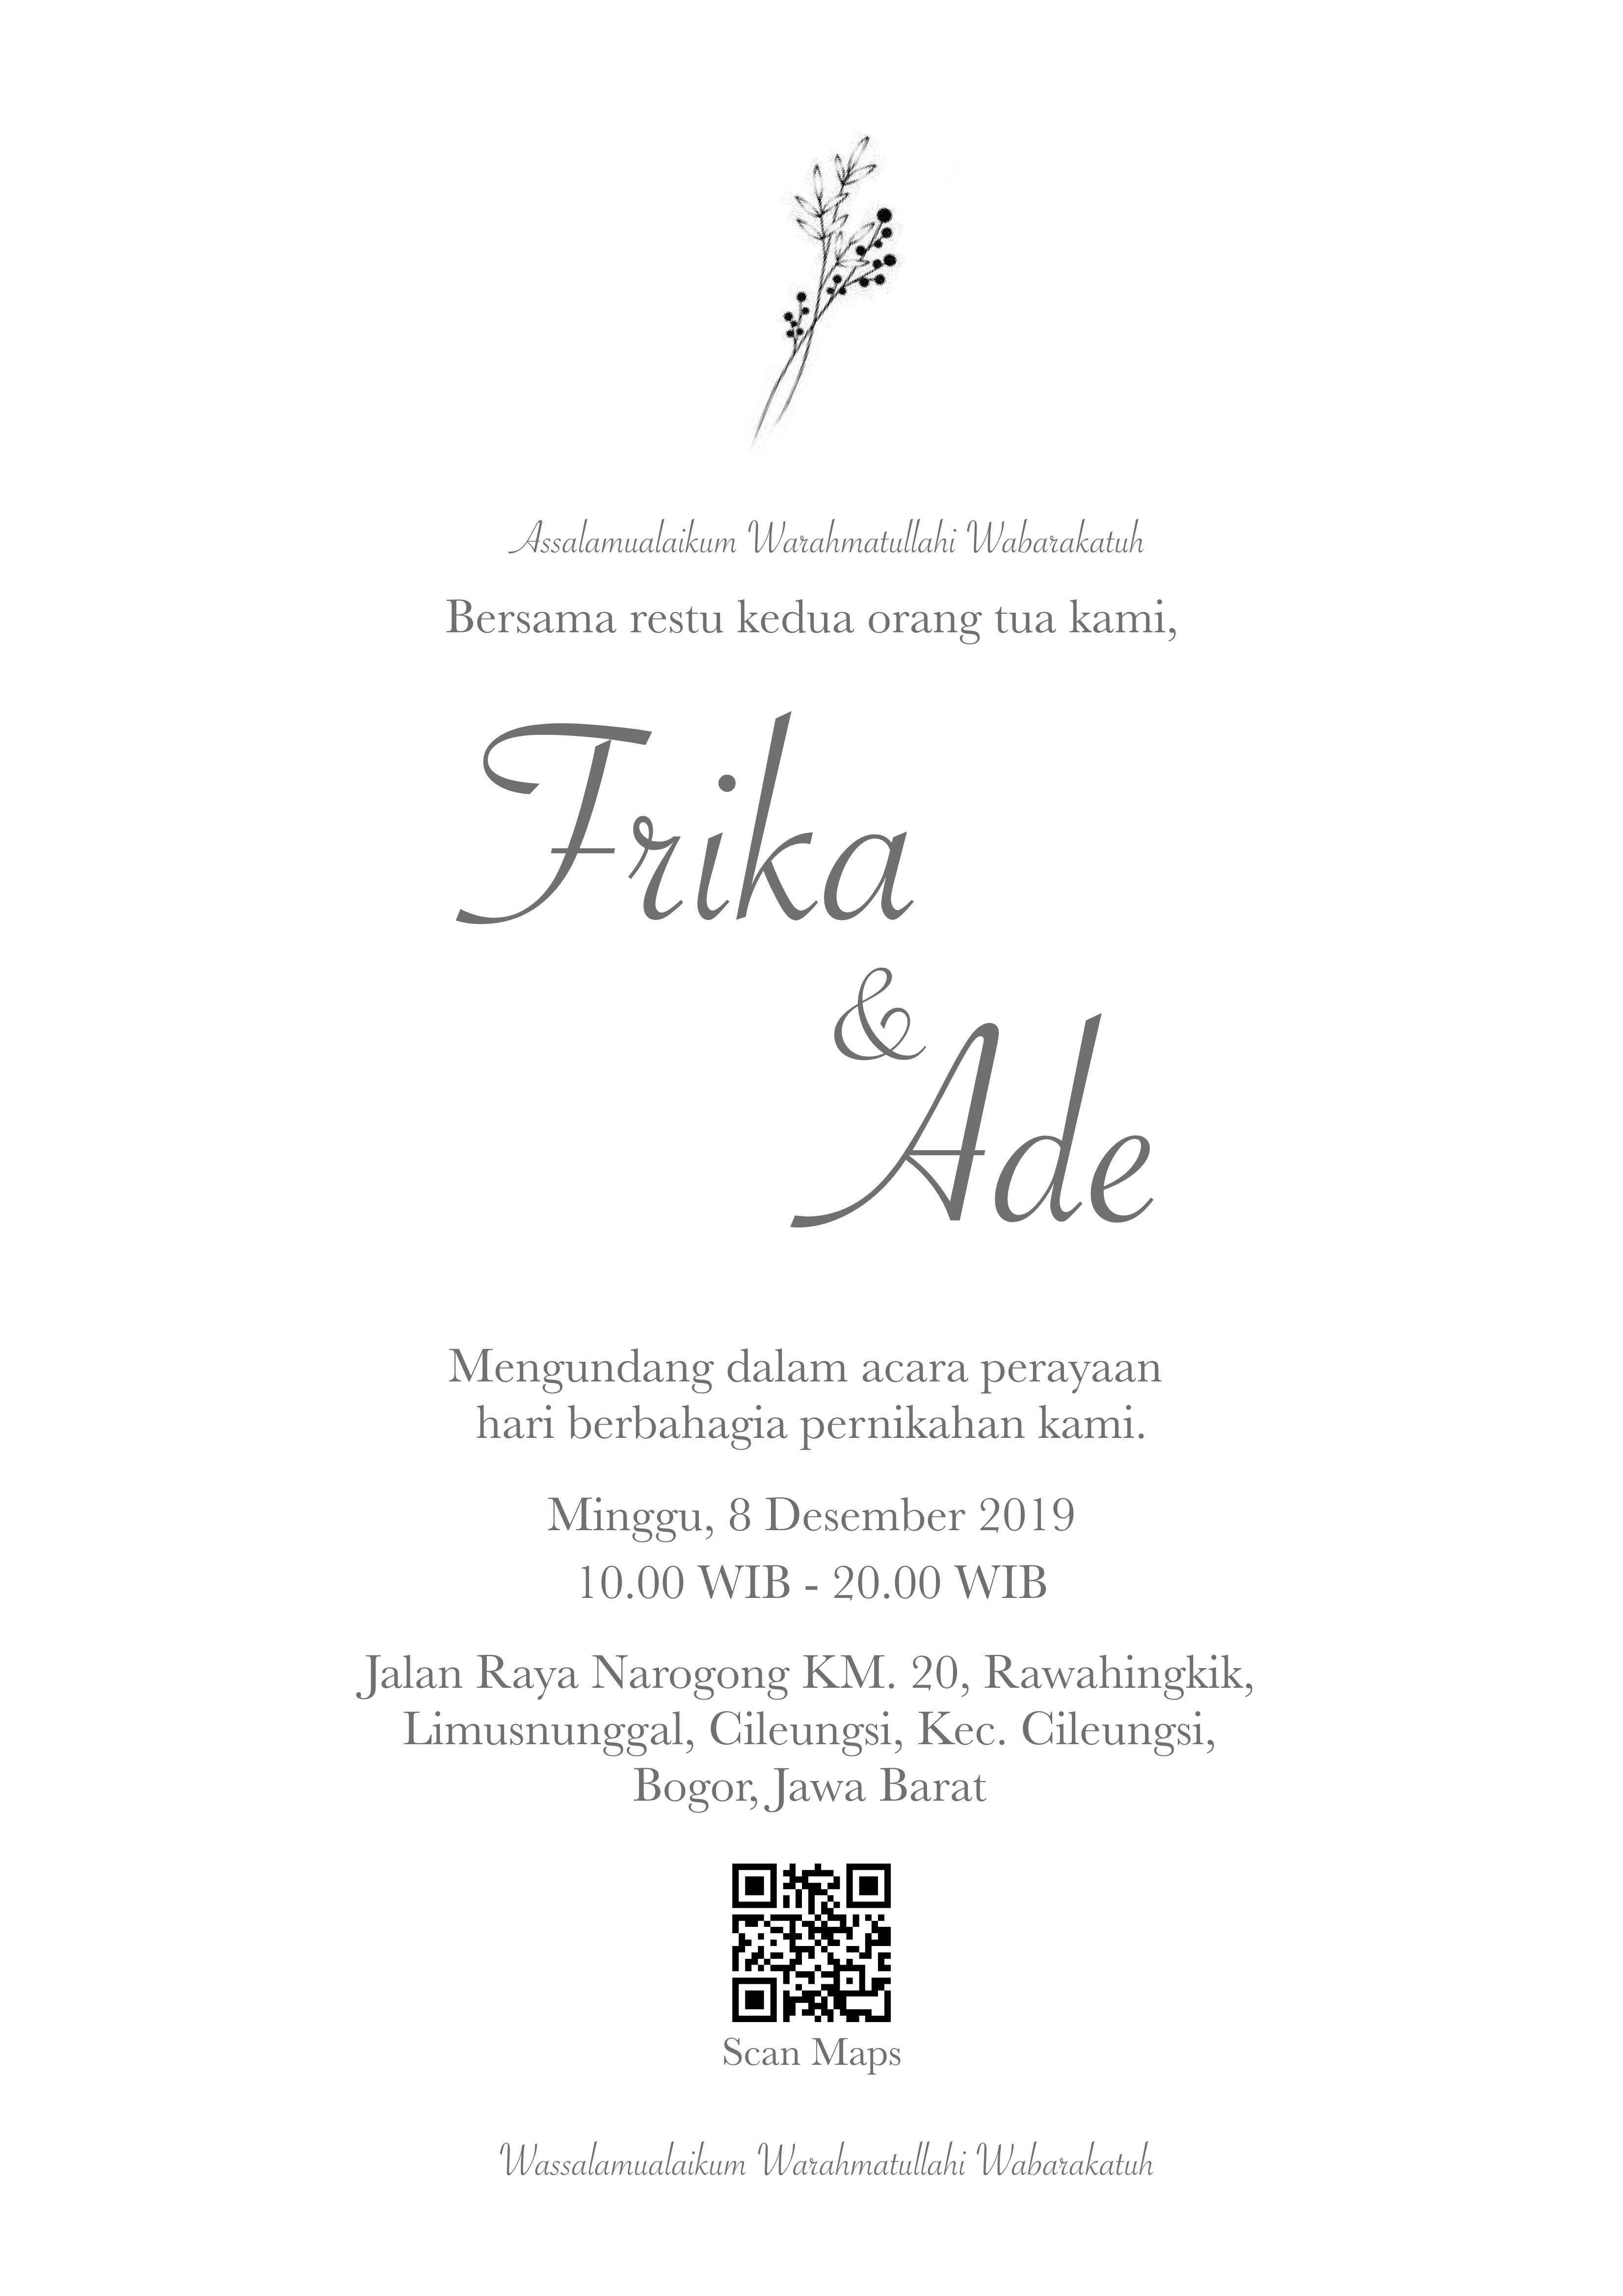 Assalamualaikum Warahmatullahi Wabarakatuh
Bersama restu kedua orang tua kami,
Frika
&
Ade
Mengundang dalam acara perayaan
hari berbahagia pernikahan kami.
Minggu, 8 Desember 2019
10.00 WIB - 20.00 WIB
Jalan Raya Narogong KM. 20, Rawahingkik,
Limusnunggal, Cileungsi, Kec. Cileungsi,
Bogor, Jawa Barat
Scan Maps
Wassalamualaikum Warahmatullahi Wabarakatuh